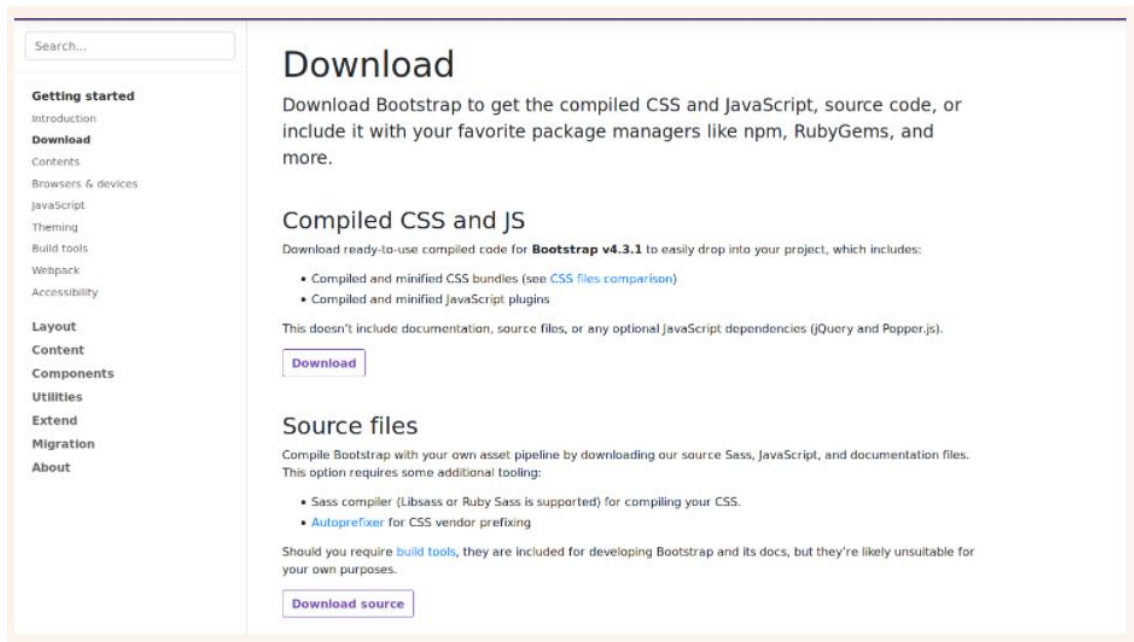 Search...
Getting started
Introduction
Download
Contents
Browsers & devices
JavaScript
Theming
Build tools
Webpack
Accessibility
Layout
Content
Components
Utilities
Extend
Migration
About
Download
Download Bootstrap to get the compiled CSS and JavaScript, source code, or
include it with your favorite package managers like npm, RubyGems, and
more.
Compiled CSS and JS
Download ready-to-use compiled code for Bootstrap v4.3.1 to easily drop into your project, which includes:
• Compiled and minified CSS bundles (see CSS files comparison)
• Compiled and minified JavaScript plugins
This doesn't include documentation, source files, or any optional JavaScript dependencies (jQuery and Popper.js).
Download
Source files
Compile Bootstrap with your own asset pipeline by downloading our source Sass, JavaScript, and documentation files.
This option requires some additional tooling:
• Sass compiler (Libsass or Ruby Sass is supported) for compiling your CSS.
• Autoprefixer for CSS vendor prefixing
Should you require build tools, they are included for developing Bootstrap and its docs, but they're likely unsuitable for
your own purposes.
Download source